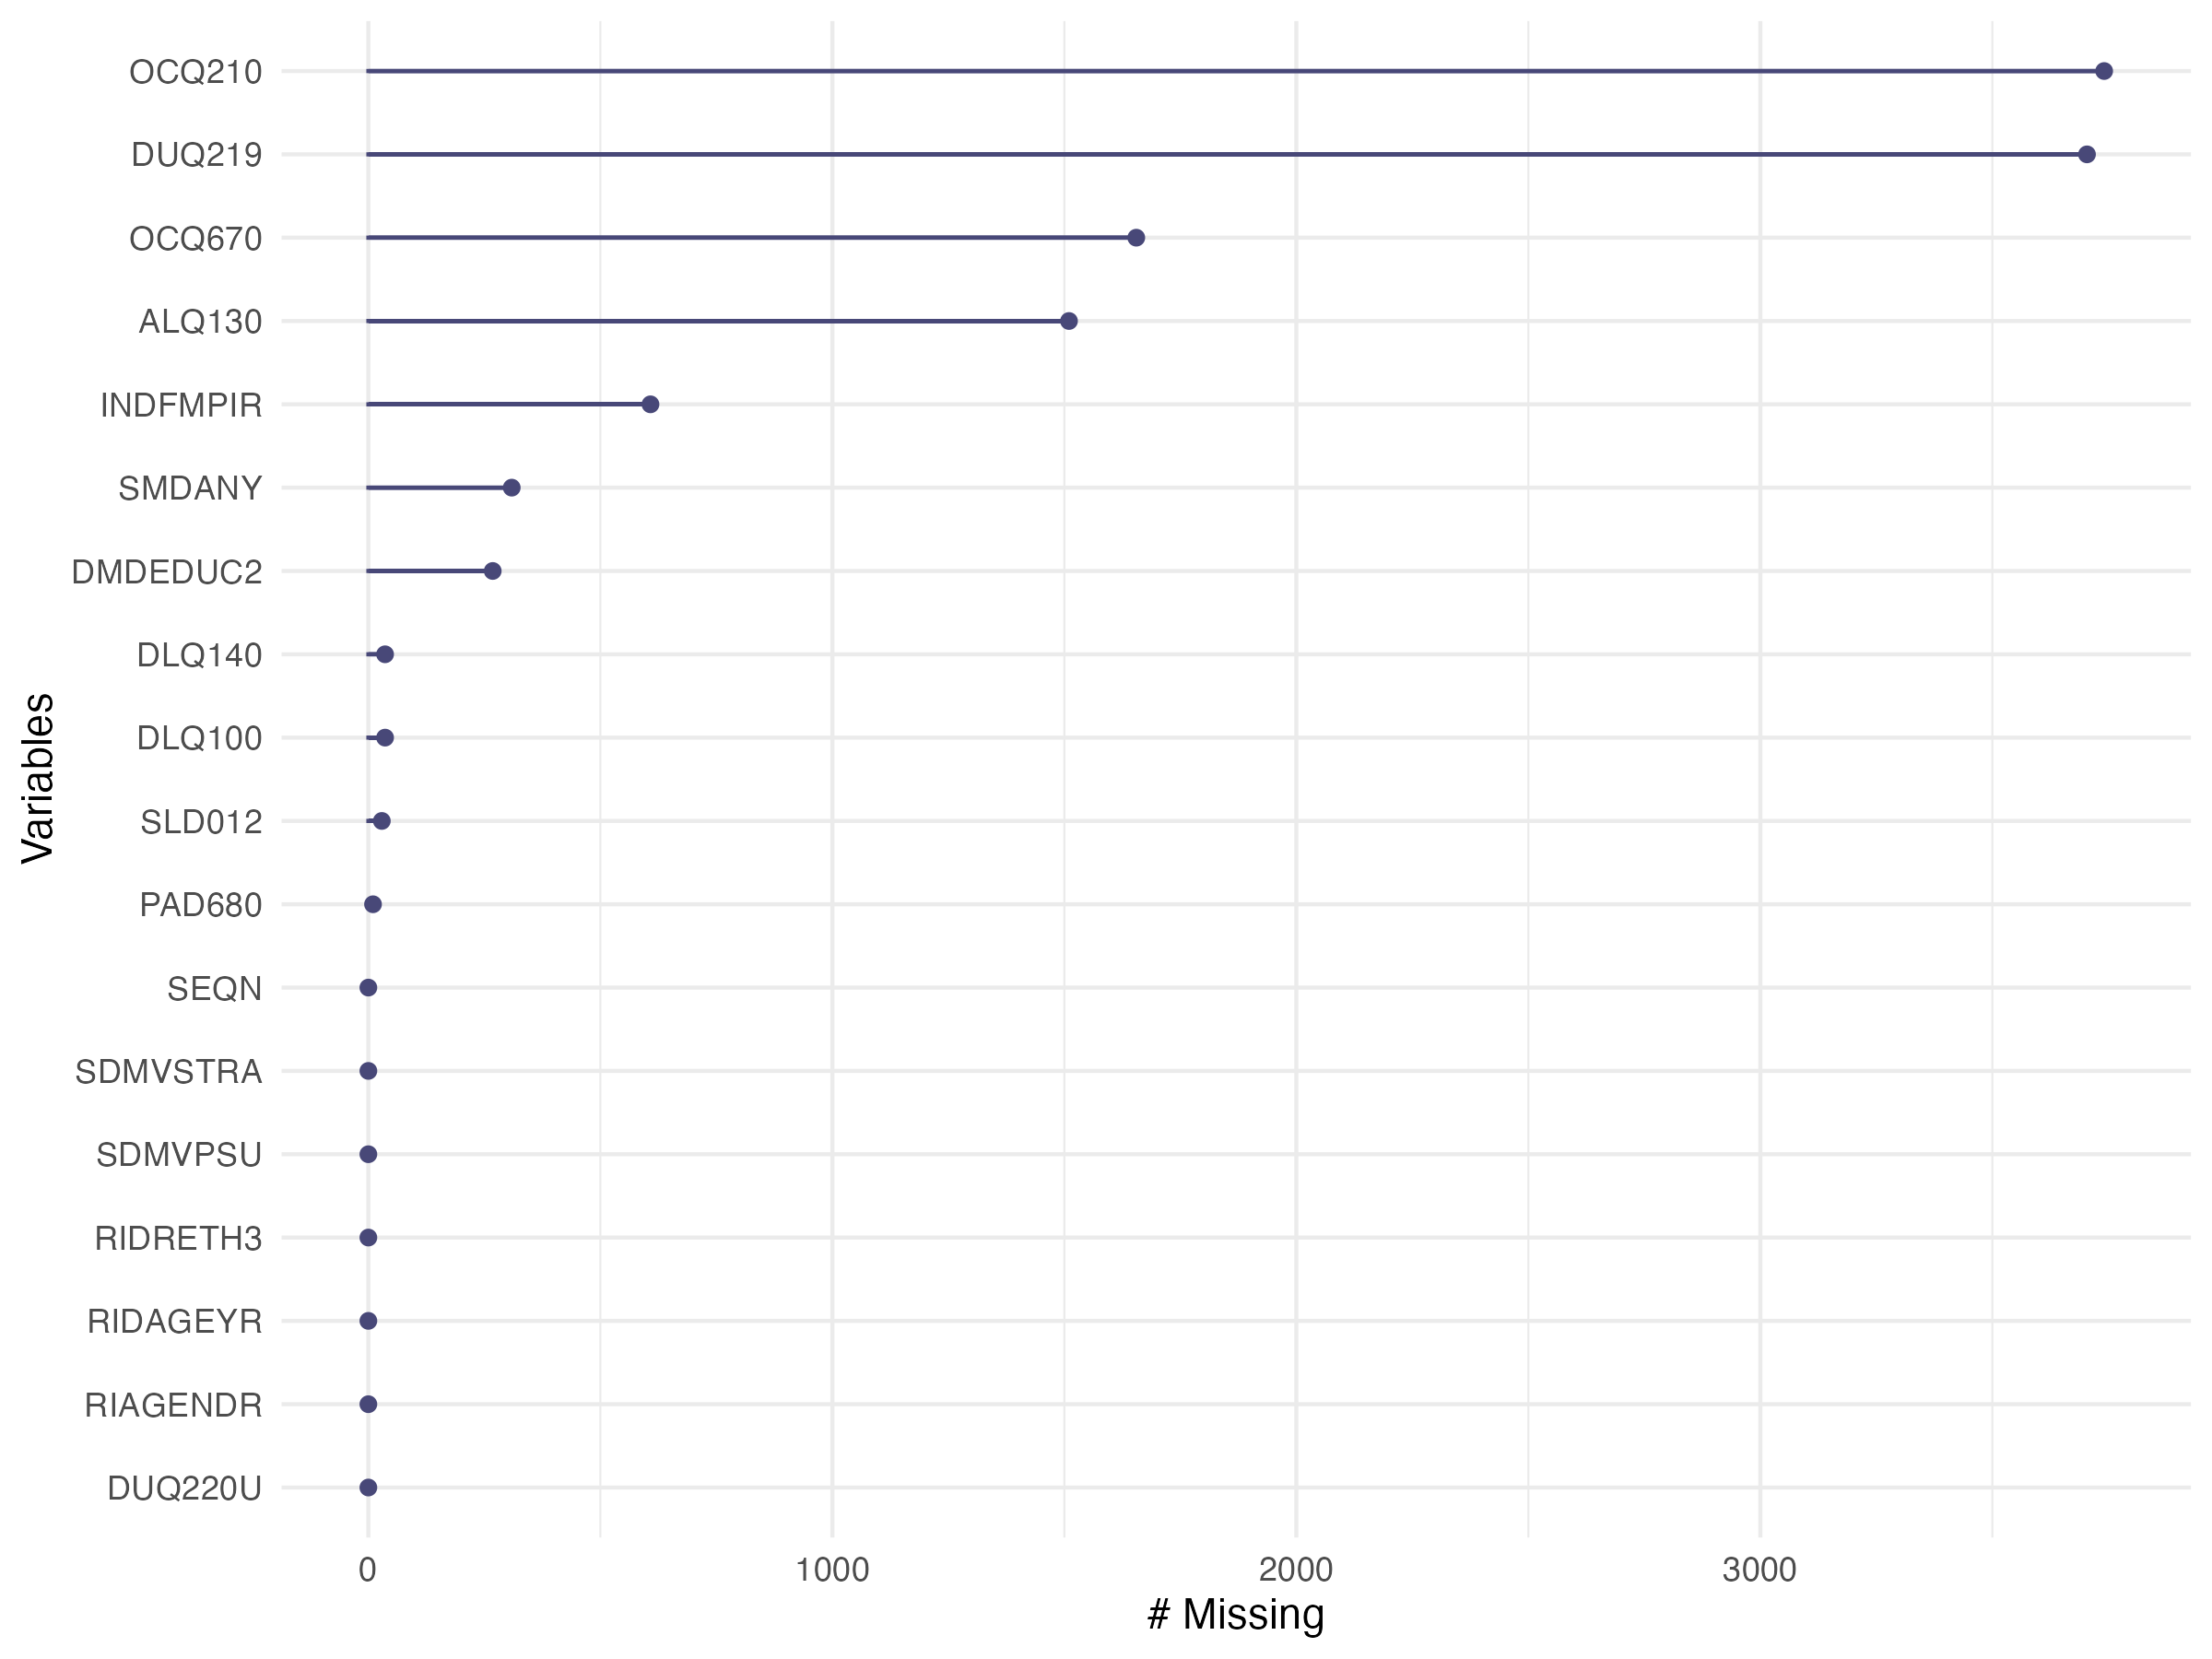 OCQ210
DUQ219
OCQ670
ALQ130
INDFMPIR
SMDANY
DMDEDUC2
DLQ140
DLQ100
SLD012
PAD680
SEQN
SDMVSTRA
SDMVPSU
RIDRETH3
RIDAGEYR
RIAGENDR
DUQ220U
Variables
0 1000 2000 3000
# Missing